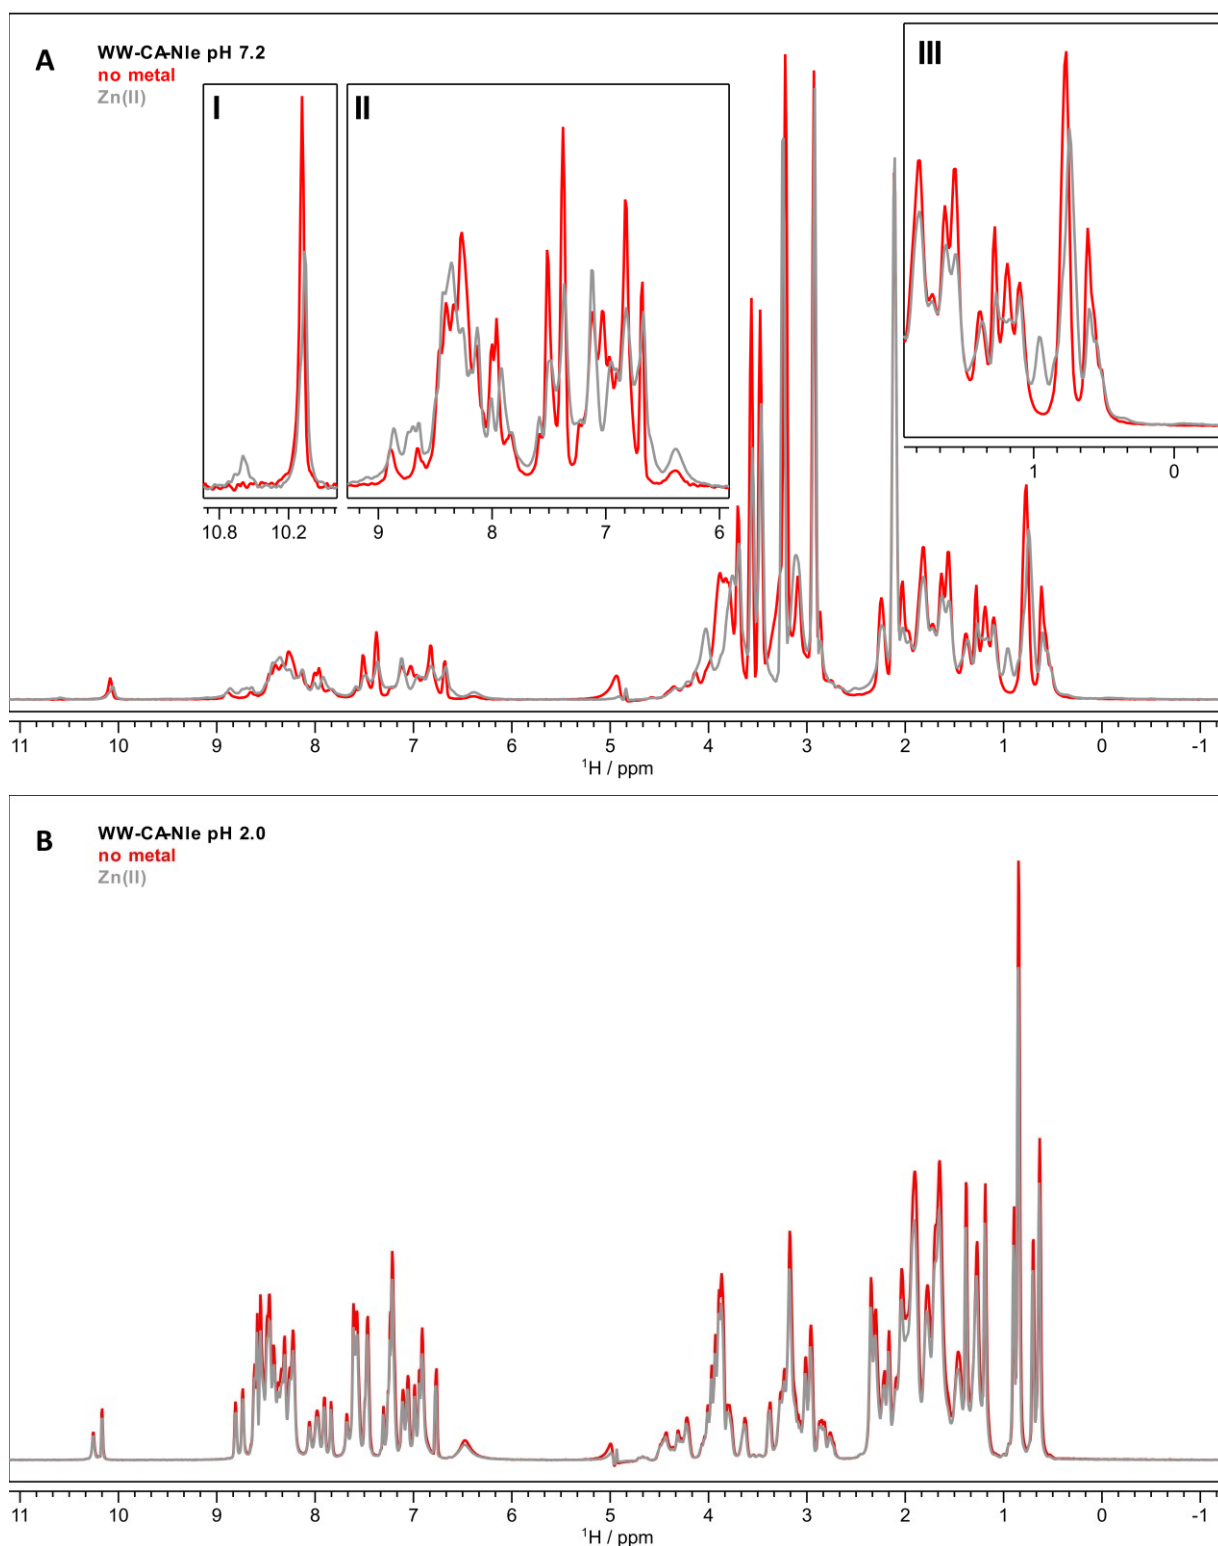 A
WW-CA-Nle pH 7.2
no metal
Zn(II)
I
II
III
10.8 10.2
9 8 7 6
1 0
11 10 9 8 7 6 5 4 3 2 1 0 -1
¹H / ppm
B
WW-CA-Nle pH 2.0
no metal
Zn(II)
11 10 9 8 7 6 5 4 3 2 1 0 -1
¹H / ppm